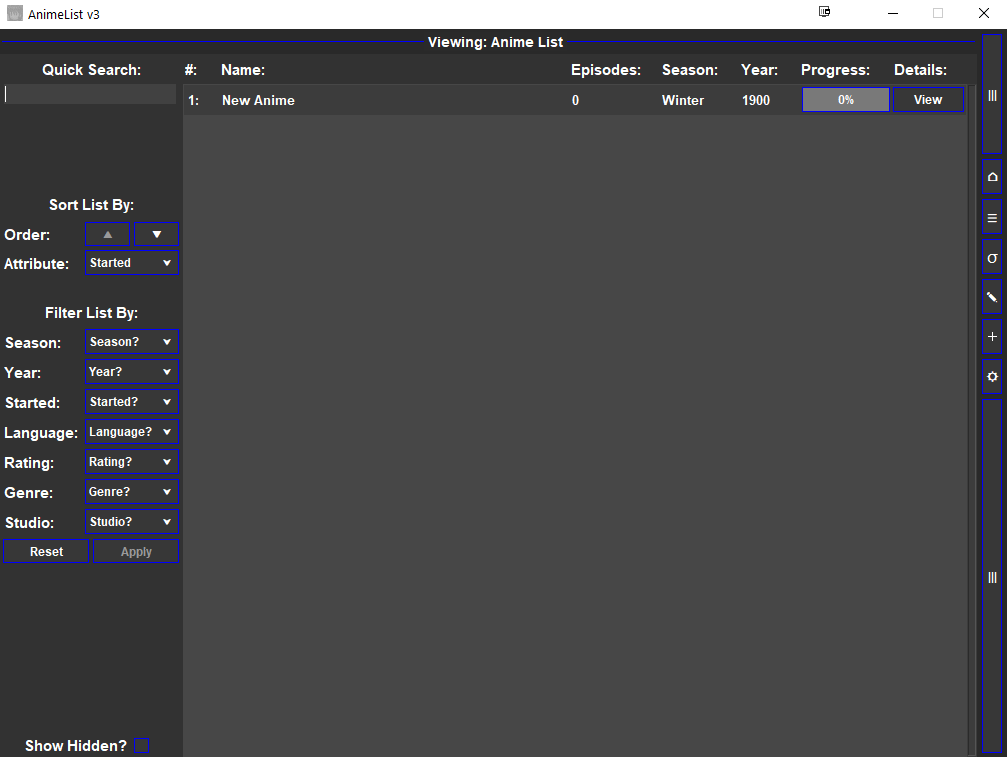 AnimeList v3
Viewing: Anime List
Quick Search:
#: Name: Episodes: Season: Year: Progress: Details:
1: New Anime 0 Winter 1900 0% View
Sort List By:
Order: ▲ ▼
Attribute: Started
Filter List By:
Season: Season?
Year: Year?
Started: Started?
Language: Language?
Rating: Rating?
Genre: Genre?
Studio: Studio?
Reset Apply
Show Hidden?
σ